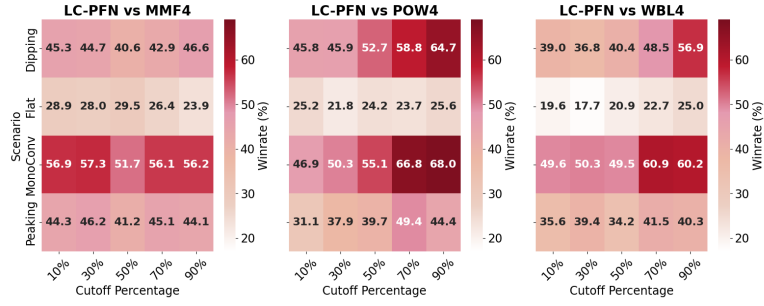 LC-PFN vs MMF4
LC-PFN vs POW4
LC-PFN vs WBL4
Scenario
Dipping
Flat
MonoConv
Peaking
45.3 44.7 40.6 42.9 46.6
28.9 28.0 29.5 26.4 23.9
56.9 57.3 51.7 56.1 56.2
44.3 46.2 41.2 45.1 44.1
10% 30% 50% 70% 90%
Cutoff Percentage
60
50
40
30
20
Winrate (%)
45.8 45.9 52.7 58.8 64.7
25.2 21.8 24.2 23.7 25.6
46.9 50.3 55.1 66.8 68.0
31.1 37.9 39.7 49.4 44.4
10% 30% 50% 70% 90%
Cutoff Percentage
60
50
40
30
20
Winrate (%)
39.0 36.8 40.4 48.5 56.9
19.6 17.7 20.9 22.7 25.0
49.6 50.3 49.5 60.9 60.2
35.6 39.4 34.2 41.5 40.3
10% 30% 50% 70% 90%
Cutoff Percentage
60
50
40
30
20
Winrate (%)